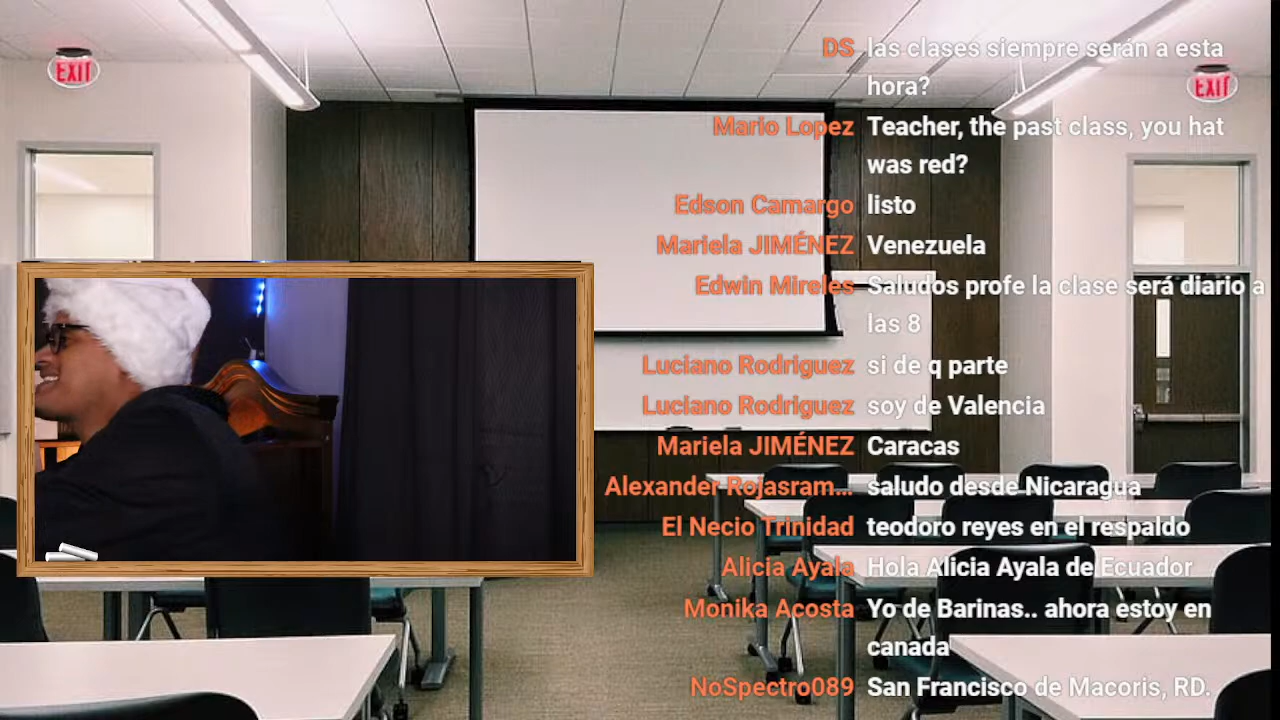 EXIT
EXIT
DS las clases siempre serán a esta
hora?
Mario Lopez Teacher, the past class, you hat
was red?
Edson Camargo listo
Mariela JIMÉNEZ Venezuela
Edwin Mireles Saludos profe la clase será diario a
las 8
Luciano Rodriguez si de q parte
Luciano Rodriguez soy de Valencia
Mariela JIMÉNEZ Caracas
Alexander Rojasram... saludo desde Nicaragua
El Necio Trinidad teodoro reyes en el respaldo
Alicia Ayala Hola Alicia Ayala de Ecuador
Monika Acosta Yo de Barinas.. ahora estoy en
canada
NoSpectro089 San Francisco de Macoris, RD.